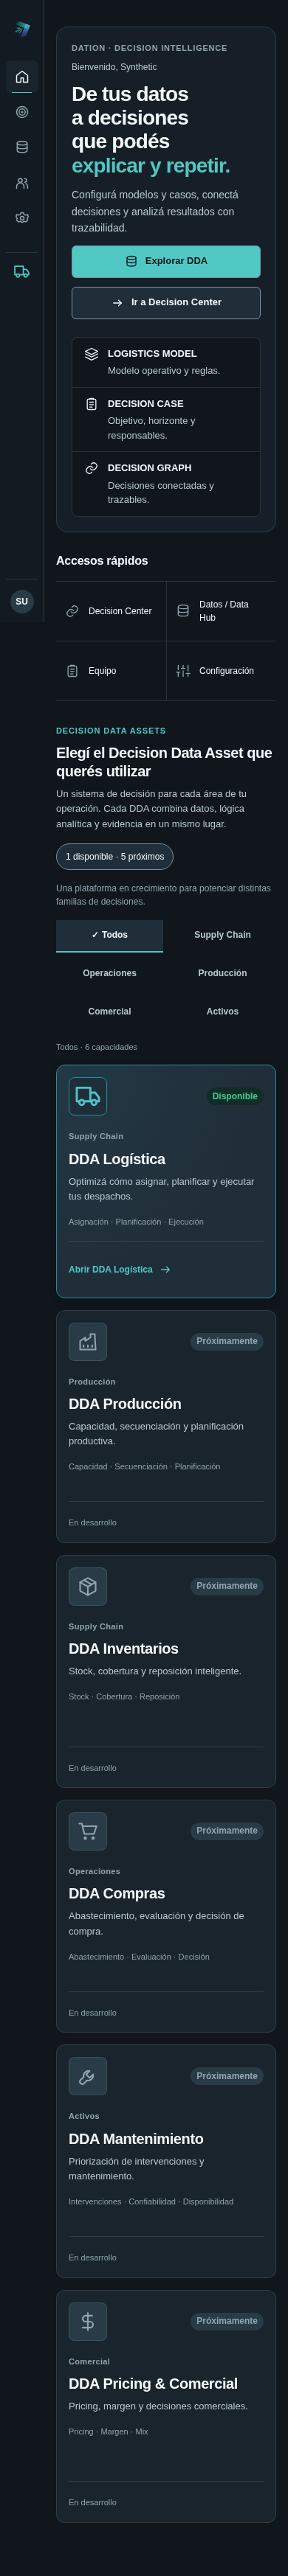 DATION · DECISION INTELLIGENCE
Bienvenido, Synthetic
De tus datos
a decisiones
que podés
explicar y repetir.
Configurá modelos y casos, conectá
decisiones y analizá resultados con
trazabilidad.
Explorar DDA
Ir a Decision Center
LOGISTICS MODEL
Modelo operativo y reglas.
DECISION CASE
Objetivo, horizonte y
responsables.
DECISION GRAPH
Decisiones conectadas y
trazables.
SU
Accesos rápidos
Decision Center
Datos / Data
Hub
Equipo
Configuración
DECISION DATA ASSETS
Elegí el Decision Data Asset que
querés utilizar
Un sistema de decisión para cada área de tu
operación. Cada DDA combina datos, lógica
analítica y evidencia en un mismo lugar.
1 disponible · 5 próximos
Una plataforma en crecimiento para potenciar distintas
familias de decisiones.
✓ Todos
Supply Chain
Operaciones
Producción
Comercial
Activos
Todos · 6 capacidades
Disponible
Supply Chain
DDA Logística
Optimizá cómo asignar, planificar y ejecutar
tus despachos.
Asignación · Planificación · Ejecución
Abrir DDA Logística
Próximamente
Producción
DDA Producción
Capacidad, secuenciación y planificación
productiva.
Capacidad · Secuenciación · Planificación
En desarrollo
Próximamente
Supply Chain
DDA Inventarios
Stock, cobertura y reposición inteligente.
Stock · Cobertura · Reposición
En desarrollo
Próximamente
Operaciones
DDA Compras
Abastecimiento, evaluación y decisión de
compra.
Abastecimiento · Evaluación · Decisión
En desarrollo
Próximamente
Activos
DDA Mantenimiento
Priorización de intervenciones y
mantenimiento.
Intervenciones · Confiabilidad · Disponibilidad
En desarrollo
Próximamente
Comercial
DDA Pricing & Comercial
Pricing, margen y decisiones comerciales.
Pricing · Margen · Mix
En desarrollo